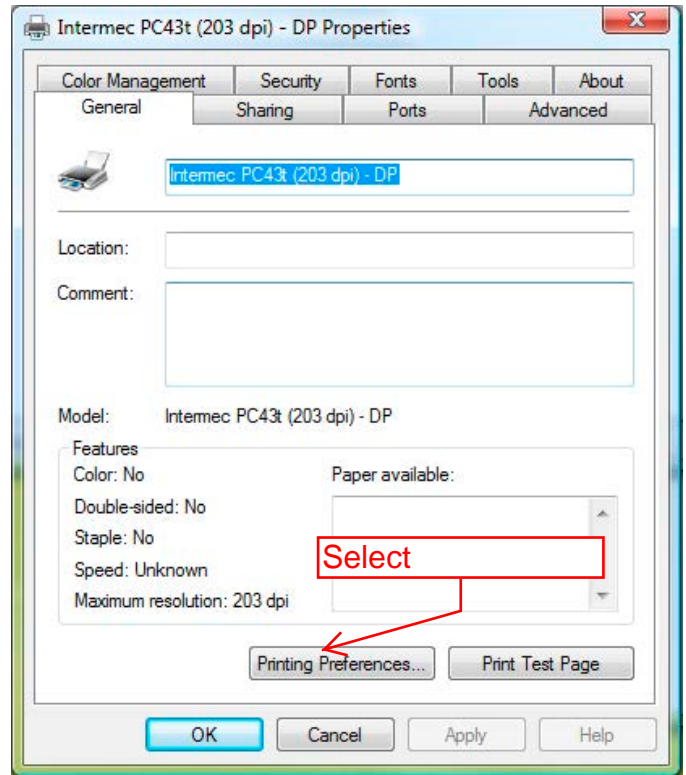 Intermec PC43t (203 dpi) - DP Properties
Color Management Security Fonts Tools About
General Sharing Ports Advanced
Intermec PC43t (203 dpi) - DP
Location:
Comment:
Model: Intermec PC43t (203 dpi) - DP
Features
Color: No Paper available:
Double-sided: No
Staple: No
Select
Speed: Unknown
Maximum resolution: 203 dpi
Printing Preferences... Print Test Page
OK Cancel Apply Help